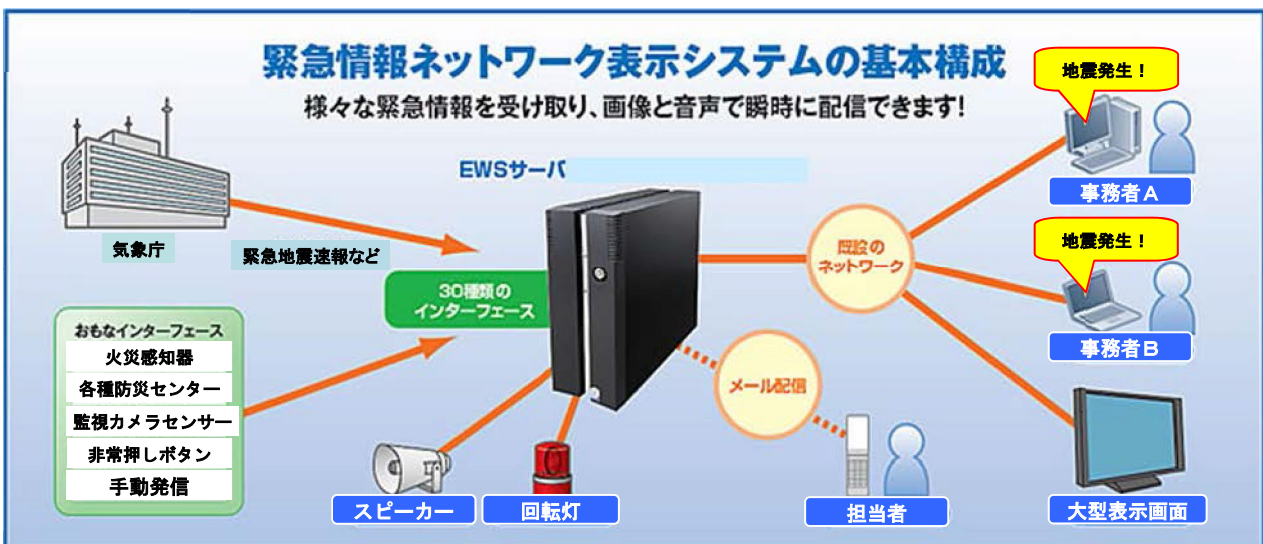 緊急情報ネットワーク表示システムの基本構成
様々な緊急情報を受け取り、画像と音声で瞬時に配信できます!
地震発生！
事務者A
EWSサーバ
気象庁
緊急地震速報など
既設の
ネットワーク
地震発生！
事務者B
30種類の
インターフェース
おもなインターフェース
火災感知器
各種防災センター
監視カメラセンサー
非常押しボタン
手動発信
メール配信
スピーカー
回転灯
担当者
大型表示画面